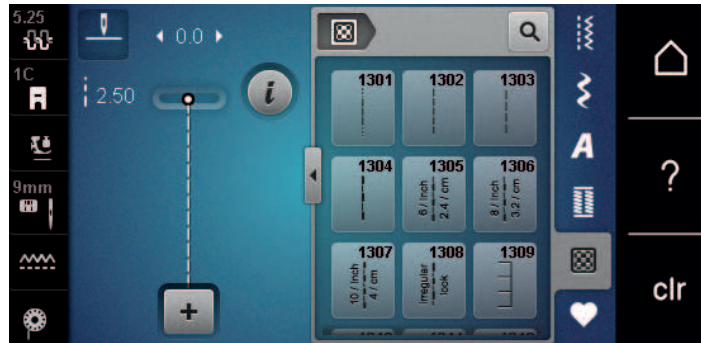 5.25
1C
9mm
0.0
2.50
i
+
1301
1302
1303
1304
1305
6 / Inch
2.4 / cm
1306
8 / Inch
3.2 / cm
1307
10 / Inch
4 / cm
1308
irregular
look
1309
A
?
clr